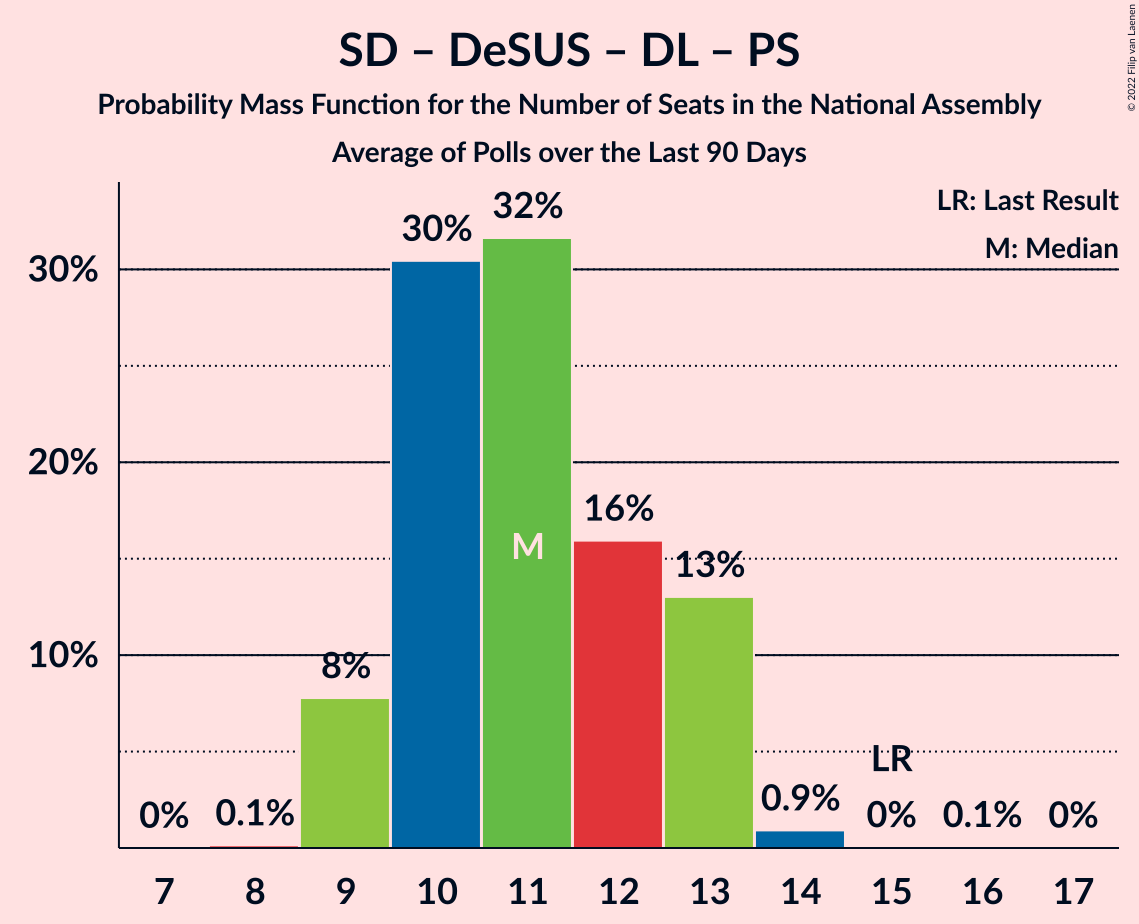 SD – DeSUS – DL – PS
Probability Mass Function for the Number of Seats in the National Assembly
Average of Polls over the Last 90 Days
© 2022 Filip van Laenen
LR: Last Result
M: Median
30%
20%
10%
0%
0.1%
8%
30%
32%
16%
13%
0.9%
0%
0.1%
0%
M
LR
7 8 9 10 11 12 13 14 15 16 17